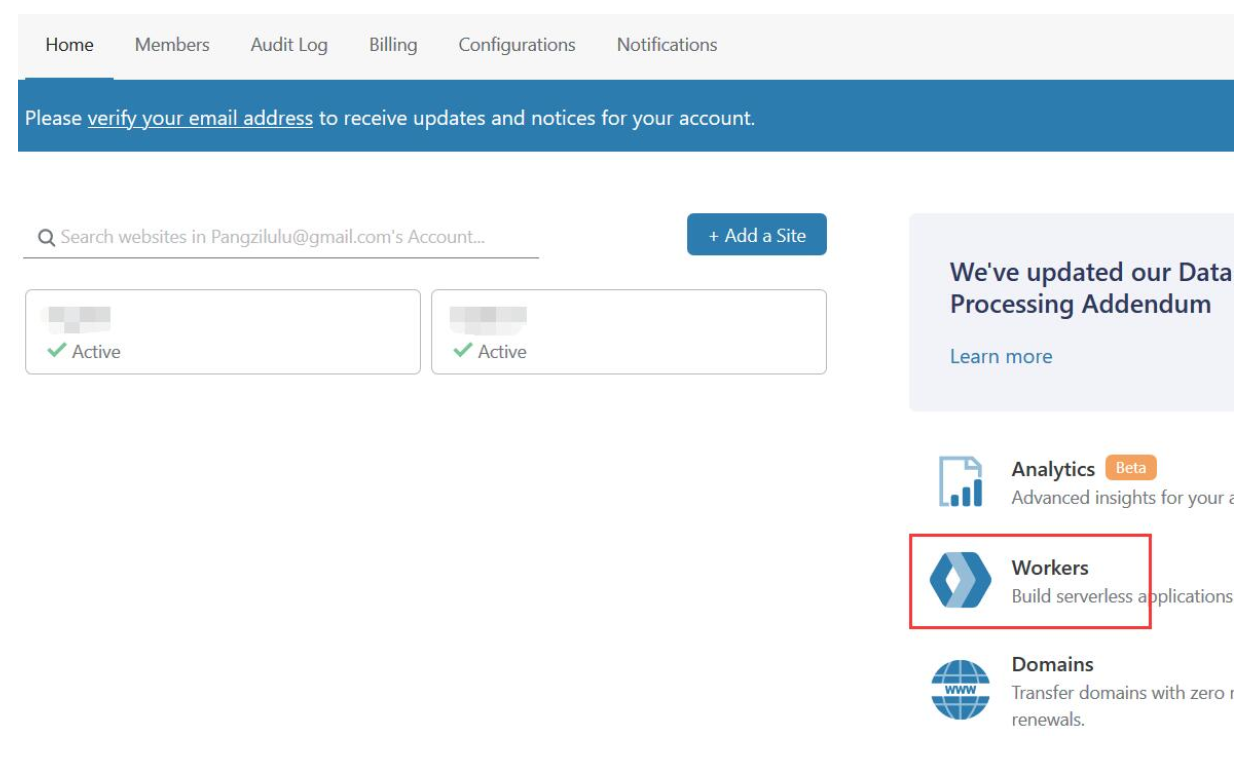 Home Members Audit Log Billing Configurations Notifications
Please verify your email address to receive updates and notices for your account.
Search websites in Pangzilulu@gmail.com's Account...
+ Add a Site
Active
Active
We've updated our Data
Processing Addendum
Learn more
Analytics Beta
Advanced insights for your
Workers
Build serverless applications
Domains
WWW
Transfer domains with zero
renewals.